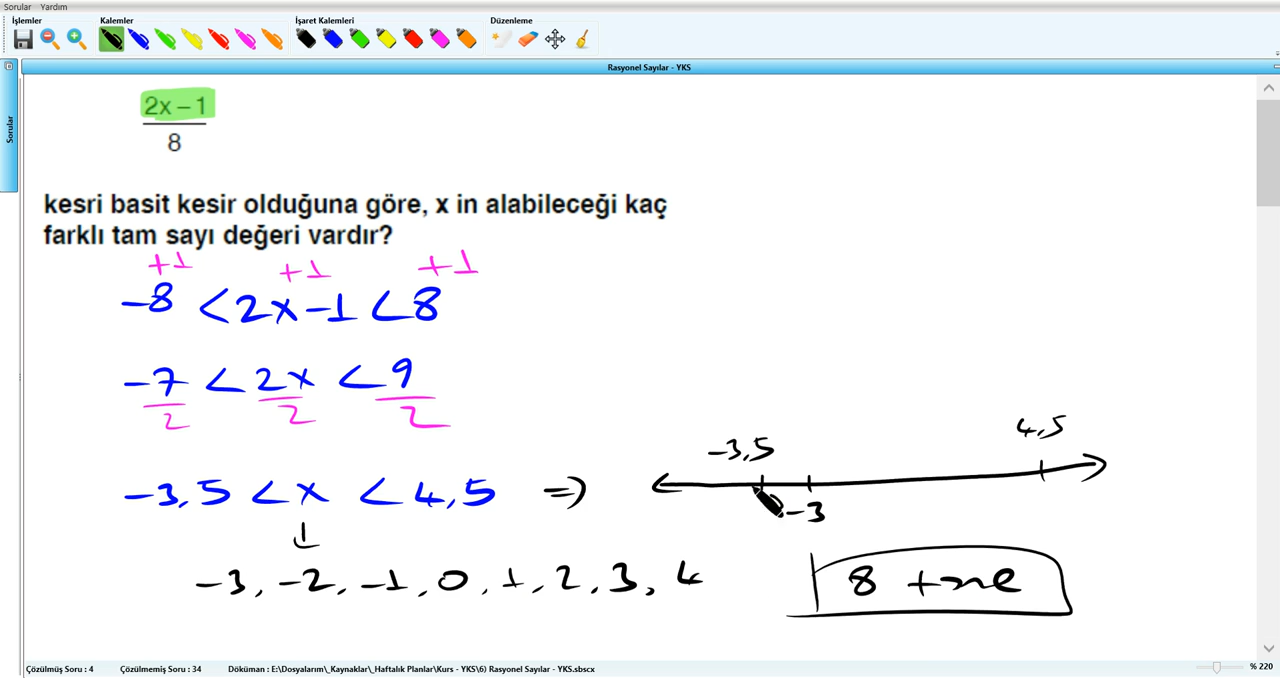 Sorular Yardım
İşlemler Kalemler İşaret Kalemleri Düzenleme
Rasyonel Sayılar - YKS
Sorular
2x – 1
8
kesri basit kesir olduğuna göre, x in alabileceği kaç
farklı tam sayı değeri vardır?
+1 +1 +1
-8 < 2x - 1 < 8
-7 < 2x < 9
2 2 2
-3,5 4,5
-3,5 < x < 4,5 =>
-3
-3, -2, -1, 0, 1, 2, 3, 4
8 tne
Çözülmüş Soru : 4 Çözülmemiş Soru : 34 Döküman : E:\Dosyalarım\_Kaynaklar\_Haftalık Planlar\Kurs - YKS\6) Rasyonel Sayılar - YKS.sbscx % 220